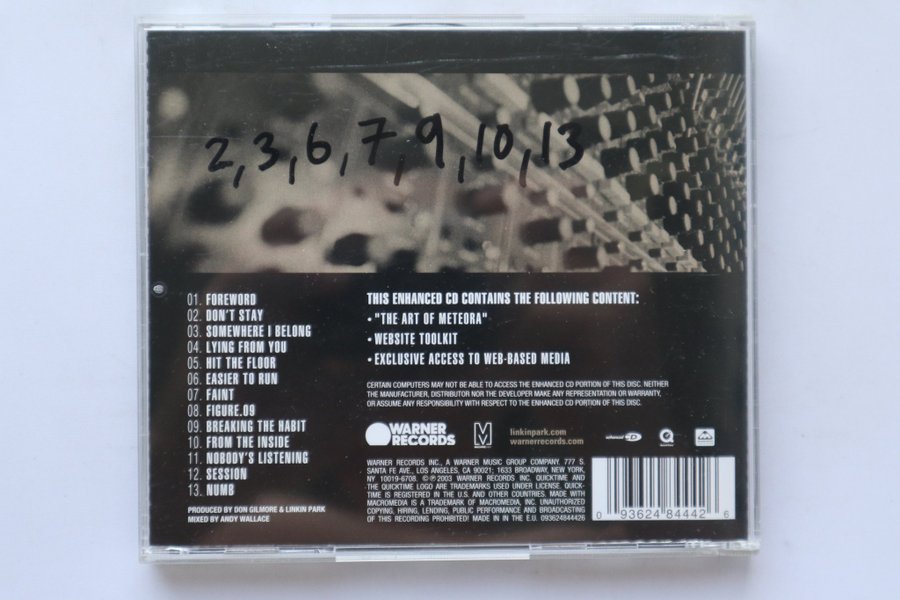 2,3,6,7,9,10,13
01. FOREWORD
02. DON'T STAY
03. SOMEWHERE I BELONG
04. LYING FROM YOU
05. HIT THE FLOOR
06. EASIER TO RUN
07. FAINT
08. FIGURE.09
09. BREAKING THE HABIT
10. FROM THE INSIDE
11. NOBODY'S LISTENING
12. SESSION
13. NUMB
PRODUCED BY DON GILMORE & LINKIN PARK
MIXED BY ANDY WALLACE
THIS ENHANCED CD CONTAINS THE FOLLOWING CONTENT:
• "THE ART OF METEORA"
• WEBSITE TOOLKIT
• EXCLUSIVE ACCESS TO WEB-BASED MEDIA
CERTAIN COMPUTERS MAY NOT BE ABLE TO ACCESS THE ENHANCED CD PORTION OF THIS DISC. NEITHER
THE MANUFACTURER, DISTRIBUTOR NOR THE DEVELOPER MAKE ANY REPRESENTATION OR WARRANTY,
OR ASSUME ANY RESPONSIBILITY WITH RESPECT TO THE ENHANCED CD PORTION OF THIS DISC.
WARNER
RECORDS
linkinpark.com
warnerrecords.com
WARNER RECORDS INC., A WARNER MUSIC GROUP COMPANY. 777 S.
SANTA FE AVE., LOS ANGELES, CA 90021; 1633 BROADWAY, NEW YORK,
NY 10019-6708. © ℗ 2003 WARNER RECORDS INC. QUICKTIME AND
THE QUICKTIME LOGO ARE TRADEMARKS USED UNDER LICENSE. QUICK-
TIME IS REGISTERED IN THE U.S. AND OTHER COUNTRIES. MADE WITH
MACROMEDIA IS A TRADEMARK OF MACROMEDIA, INC. UNAUTHORIZED
COPYING, HIRING, LENDING, PUBLIC PERFORMANCE AND BROADCASTING
OF THIS RECORDING PROHIBITED. MADE IN IN THE E.U. 093624844426
0 93624 84442 6